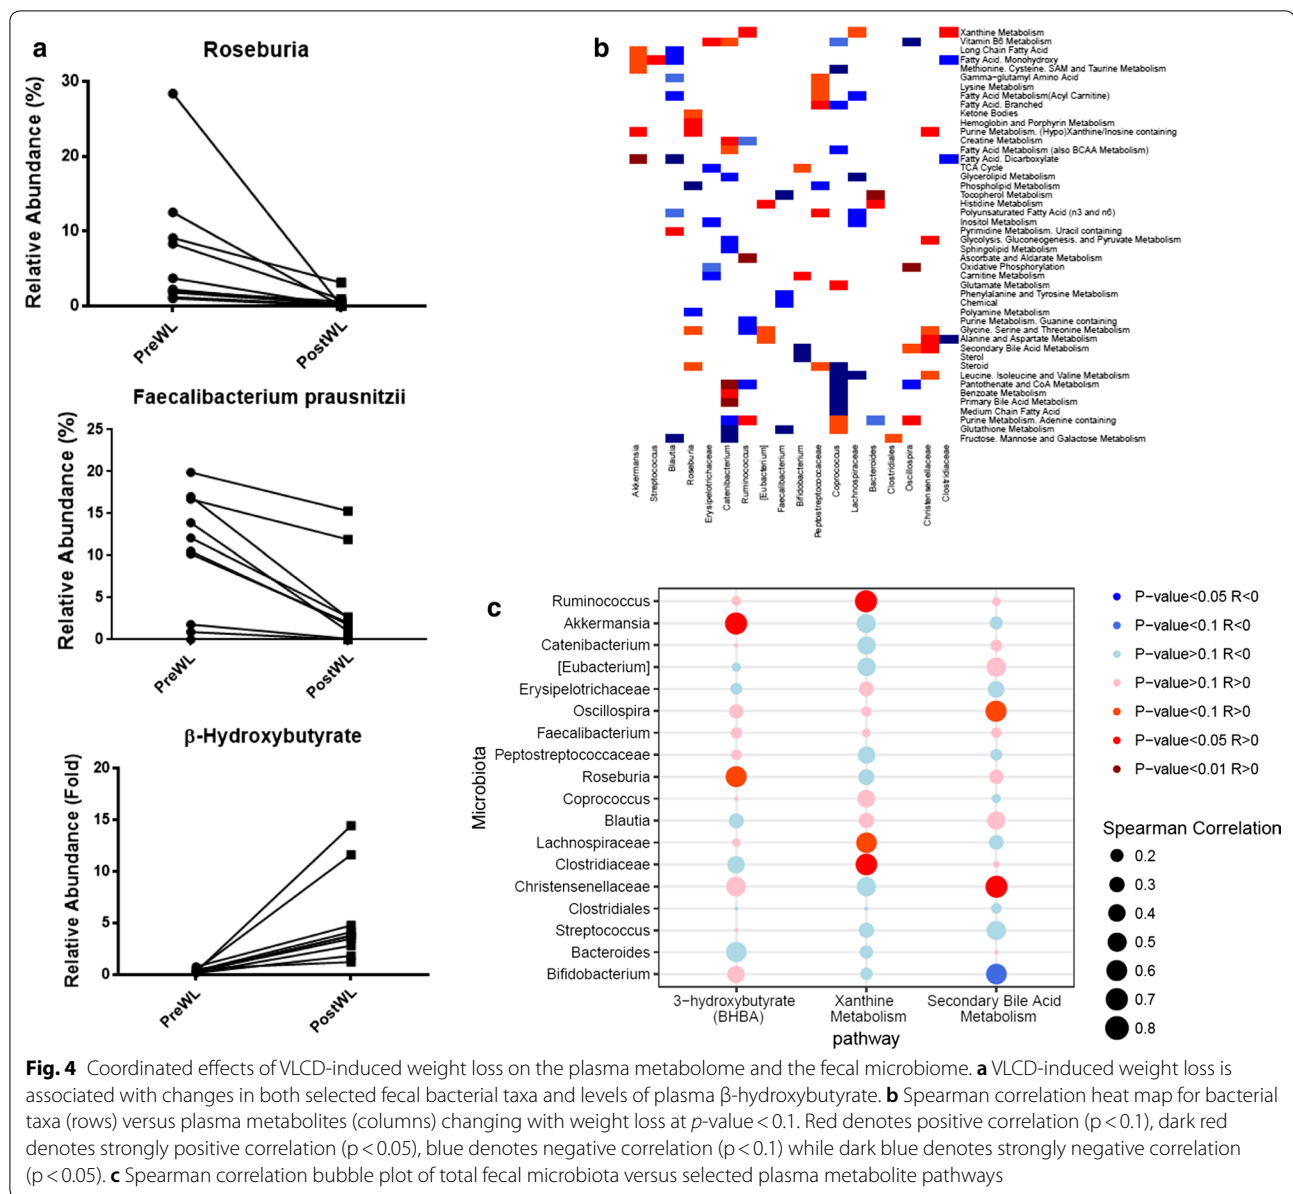 a
Roseburia
Relative Abundance (%)
30
20
10
0
PreWL
PostWL
Faecalibacterium prausnitzii
Relative Abundance (%)
25
20
15
10
5
0
PreWL
PostWL
β-Hydroxybutyrate
Relative Abundance (Fold)
20
15
10
5
0
PreWL
PostWL
b
Xanthine Metabolism
Vitamin B6 Metabolism
Long Chain Fatty Acid
Fatty Acid. Monohydroxy
Methionine. Cysteine. SAM and Taurine Metabolism
Gamma-glutamyl Amino Acid
Lysine Metabolism
Fatty Acid Metabolism(Acyl Carnitine)
Fatty Acid. Branched
Ketone Bodies
Hemoglobin and Porphyrin Metabolism
Purine Metabolism. (Hypo)Xanthine/Inosine containing
Creatine Metabolism
Fatty Acid Metabolism (also BCAA Metabolism)
Fatty Acid. Dicarboxylate
TCA Cycle
Glycerolipid Metabolism
Phospholipid Metabolism
Tocopherol Metabolism
Histidine Metabolism
Polyunsaturated Fatty Acid (n3 and n6)
Inositol Metabolism
Pyrimidine Metabolism. Uracil containing
Glycolysis. Gluconeogenesis. and Pyruvate Metabolism
Sphingolipid Metabolism
Ascorbate and Aldarate Metabolism
Oxidative Phosphorylation
Carnitine Metabolism
Glutamate Metabolism
Phenylalanine and Tyrosine Metabolism
Chemical
Polyamine Metabolism
Purine Metabolism. Guanine containing
Glycine. Serine and Threonine Metabolism
Alanine and Aspartate Metabolism
Secondary Bile Acid Metabolism
Sterol
Steroid
Leucine. Isoleucine and Valine Metabolism
Pantothenate and CoA Metabolism
Benzoate Metabolism
Primary Bile Acid Metabolism
Medium Chain Fatty Acid
Purine Metabolism. Adenine containing
Glutathione Metabolism
Fructose. Mannose and Galactose Metabolism
Akkermansia
Streptococcus
Blautia
Roseburia
Erysipelotrichaceae
Catenibacterium
Ruminococcus
[Eubacterium]
Faecalibacterium
Bifidobacterium
Peptostreptococcaceae
Coprococcus
Lachnospiraceae
Bacteroides
Clostridiales
Oscillospira
Christensenellaceae
Clostridiaceae
c
Microbiota
Ruminococcus
Akkermansia
Catenibacterium
[Eubacterium]
Erysipelotrichaceae
Oscillospira
Faecalibacterium
Peptostreptococcaceae
Roseburia
Coprococcus
Blautia
Lachnospiraceae
Clostridiaceae
Christensenellaceae
Clostridiales
Streptococcus
Bacteroides
Bifidobacterium
3-hydroxybutyrate
(BHBA)
Xanthine
Metabolism
Secondary Bile Acid
Metabolism
pathway
P-value<0.05 R<0
P-value<0.1 R<0
P-value>0.1 R<0
P-value>0.1 R>0
P-value<0.1 R>0
P-value<0.05 R>0
P-value<0.01 R>0
Spearman Correlation
0.2
0.3
0.4
0.5
0.6
0.7
0.8
Fig. 4 Coordinated effects of VLCD-induced weight loss on the plasma metabolome and the fecal microbiome. a VLCD-induced weight loss is
associated with changes in both selected fecal bacterial taxa and levels of plasma β-hydroxybutyrate. b Spearman correlation heat map for bacterial
taxa (rows) versus plasma metabolites (columns) changing with weight loss at p-value < 0.1. Red denotes positive correlation (p < 0.1), dark red
denotes strongly positive correlation (p < 0.05), blue denotes negative correlation (p < 0.1) while dark blue denotes strongly negative correlation
(p < 0.05). c Spearman correlation bubble plot of total fecal microbiota versus selected plasma metabolite pathways